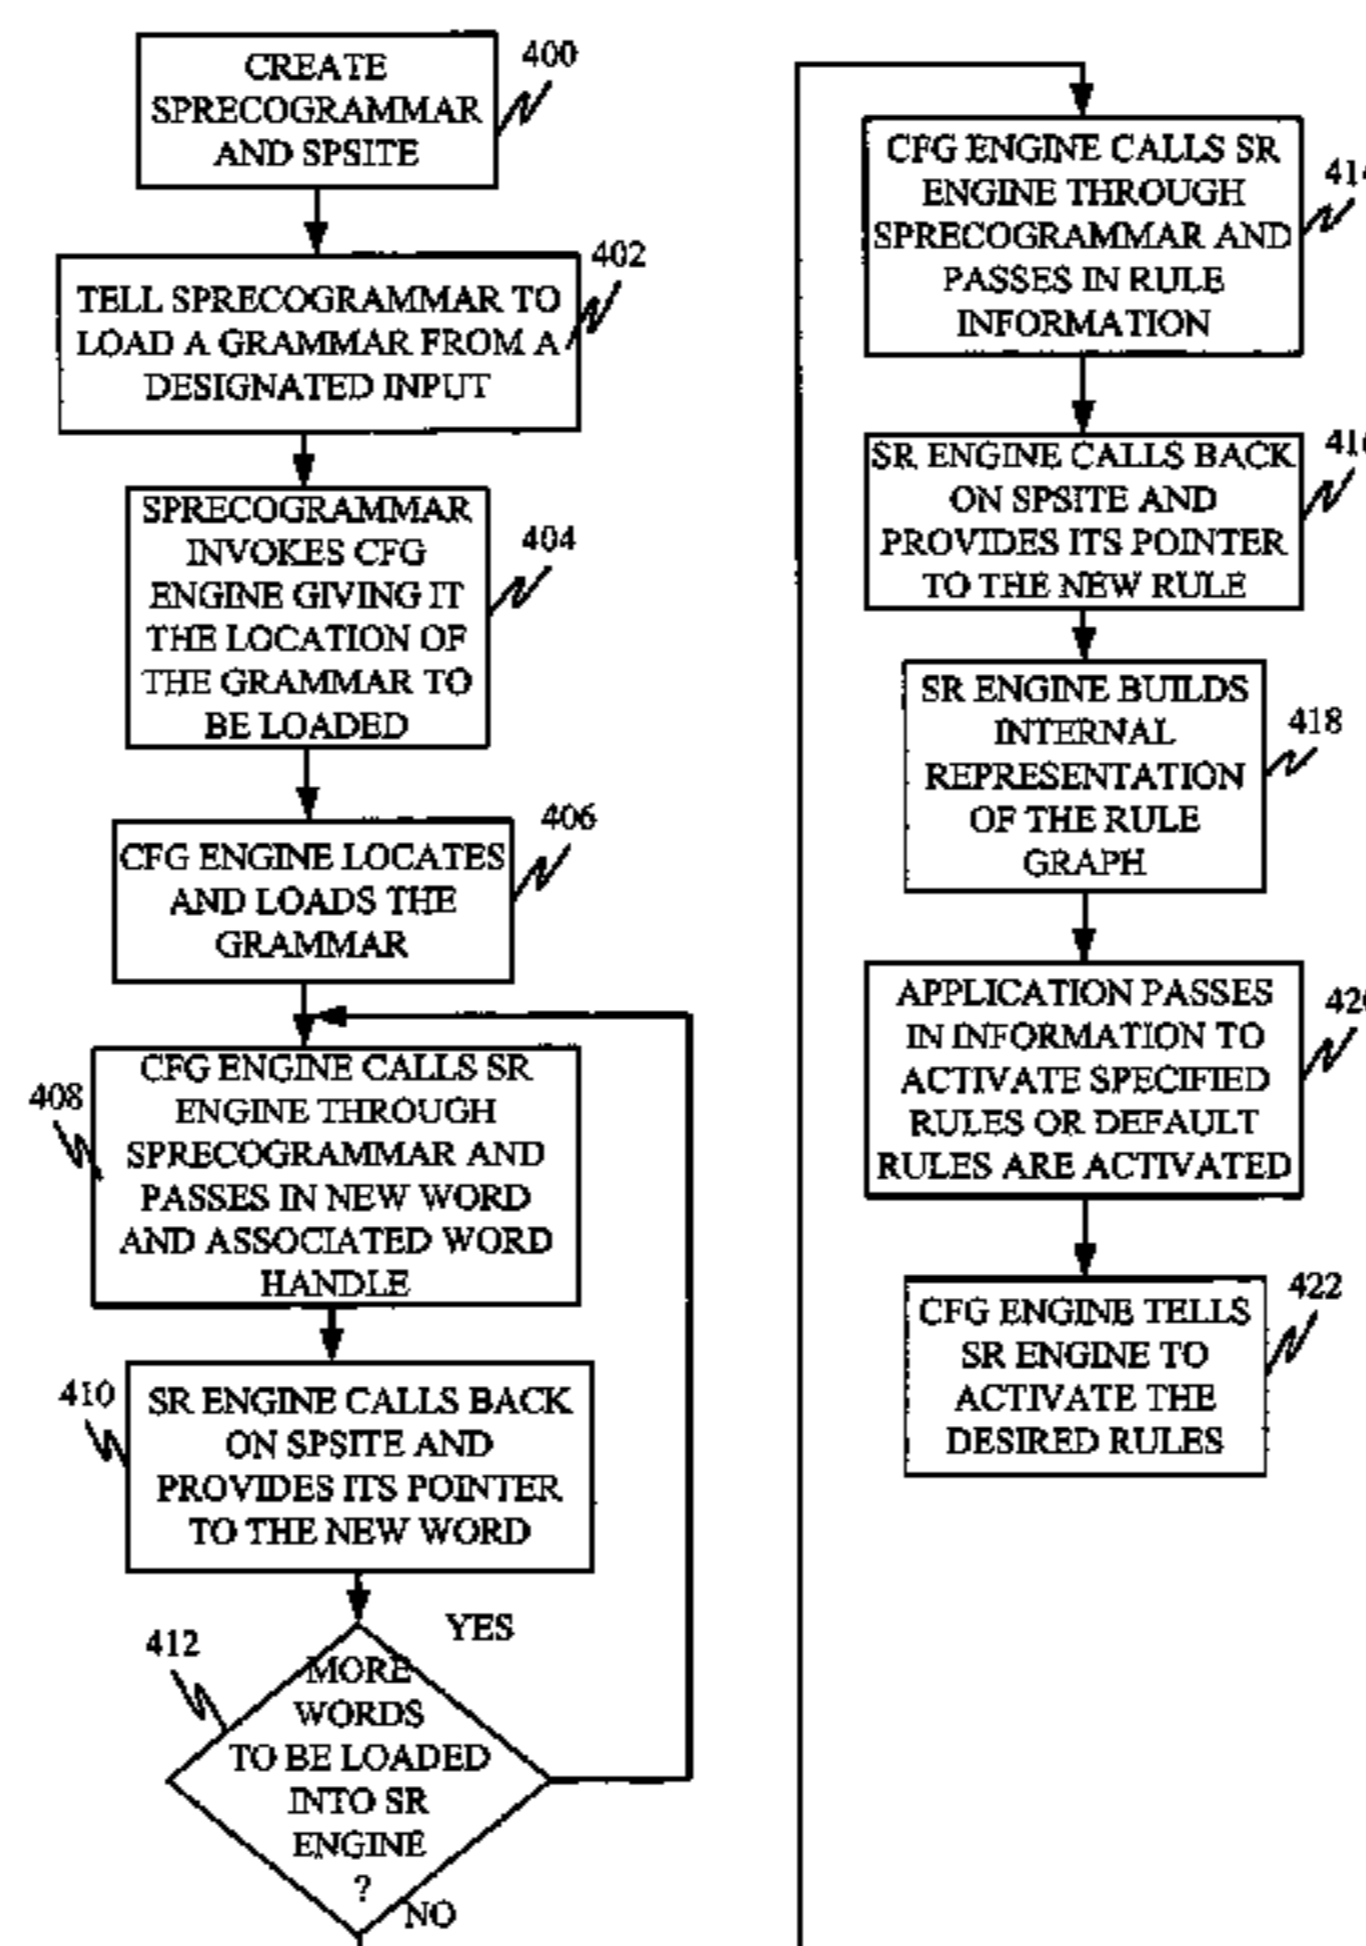 CREATE
SPRECOGRAMMAR
AND SPSITE
400
TELL SPRECOGRAMMAR TO
LOAD A GRAMMAR FROM A
DESIGNATED INPUT
402
SPRECOGRAMMAR
INVOKES CFG
ENGINE GIVING IT
THE LOCATION OF
THE GRAMMAR TO
BE LOADED
404
CFG ENGINE LOCATES
AND LOADS THE
GRAMMAR
406
CFG ENGINE CALLS SR
ENGINE THROUGH
SPRECOGRAMMAR AND
PASSES IN NEW WORD
AND ASSOCIATED WORD
HANDLE
408
SR ENGINE CALLS BACK
ON SPSITE AND
PROVIDES ITS POINTER
TO THE NEW WORD
410
MORE
WORDS
TO BE LOADED
INTO SR
ENGINE
?
412
YES
NO
CFG ENGINE CALLS SR
ENGINE THROUGH
SPRECOGRAMMAR AND
PASSES IN RULE
INFORMATION
414
SR ENGINE CALLS BACK
ON SPSITE AND
PROVIDES ITS POINTER
TO THE NEW RULE
416
SR ENGINE BUILDS
INTERNAL
REPRESENTATION
OF THE RULE
GRAPH
418
APPLICATION PASSES
IN INFORMATION TO
ACTIVATE SPECIFIED
RULES OR DEFAULT
RULES ARE ACTIVATED
420
CFG ENGINE TELLS
SR ENGINE TO
ACTIVATE THE
DESIRED RULES
422